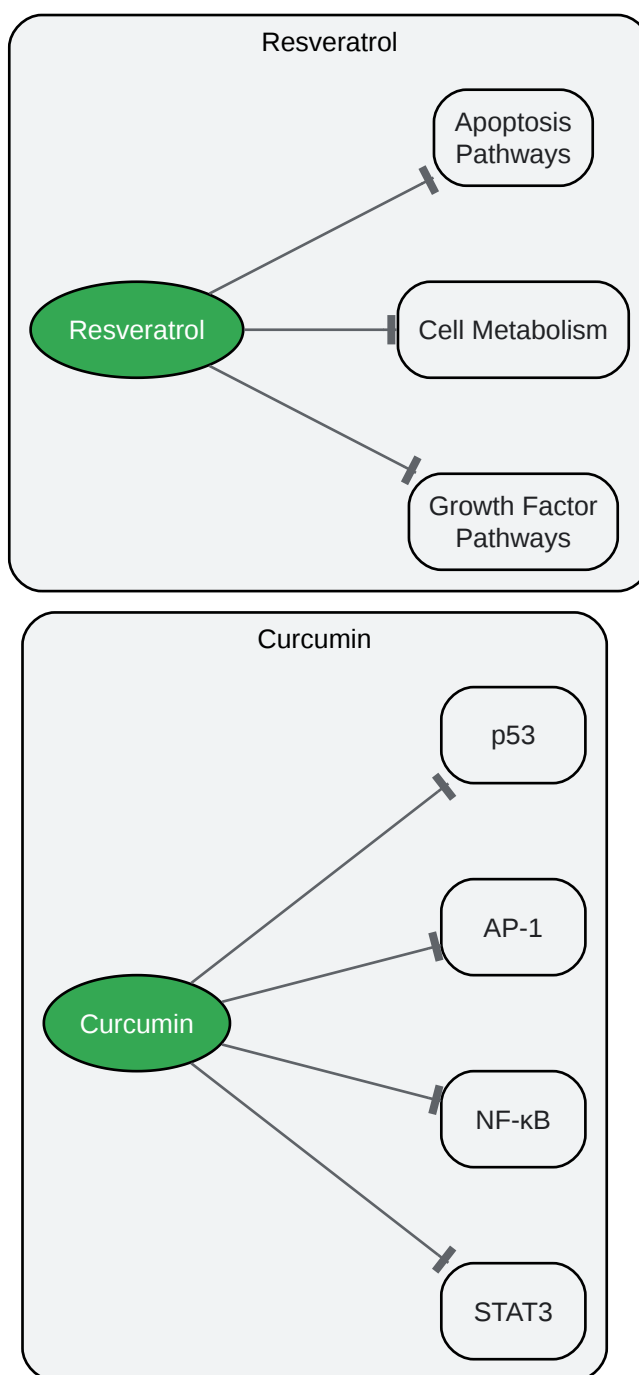 Resveratrol
Apoptosis
Pathways
Resveratrol
Cell Metabolism
Growth Factor
Pathways
Curcumin
p53
AP-1
Curcumin
NF-κB
STAT3